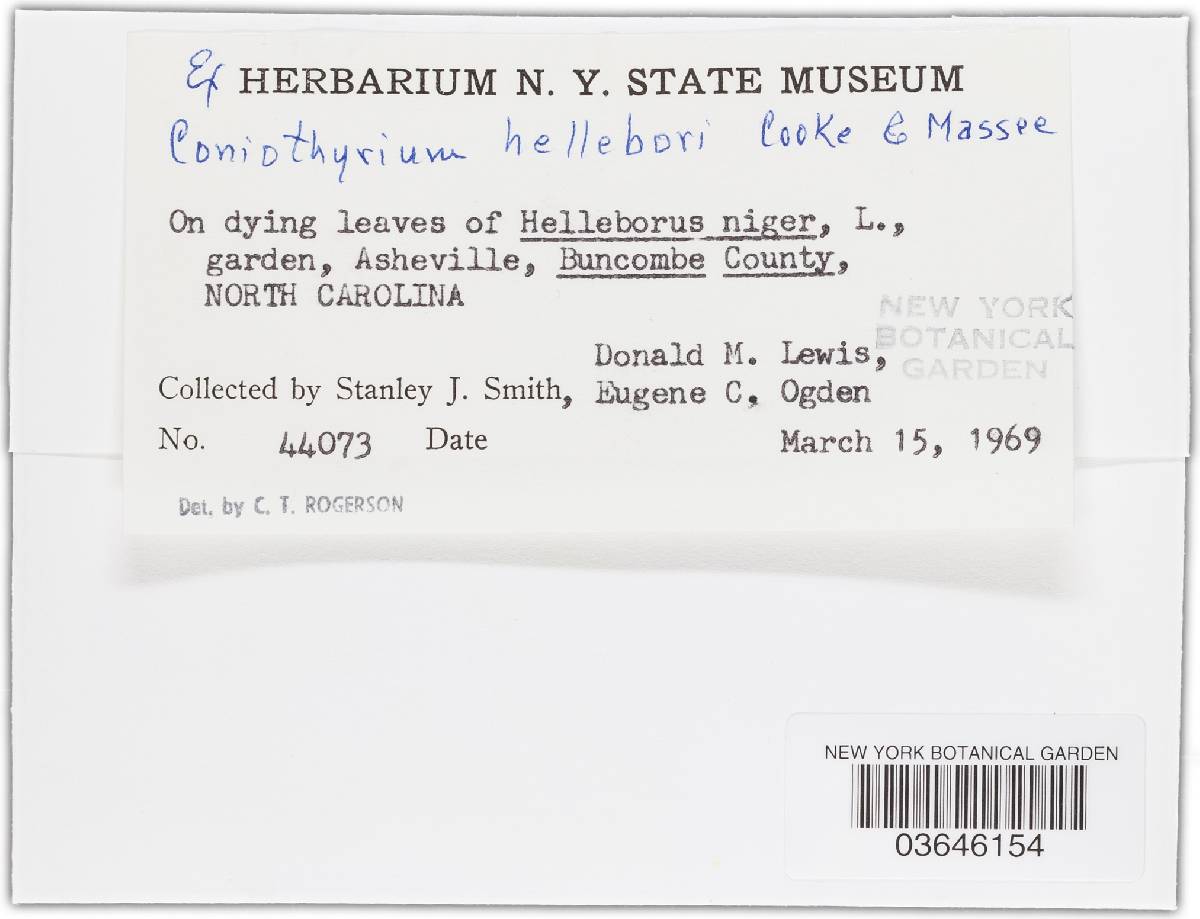 Ex HERBARIUM N. Y. STATE MUSEUM
Coniothyrium hellebori Cooke & Massee
On dying leaves of Helleborus niger, L.,
garden, Asheville, Buncombe County,
NORTH CAROLINA
NEW YORK
BOTANICAL
GARDEN
Donald M. Lewis,
Collected by Stanley J. Smith, Eugene C. Ogden
No. 44073 Date March 15, 1969
Det. by C. T. ROGERSON
NEW YORK BOTANICAL GARDEN
03646154